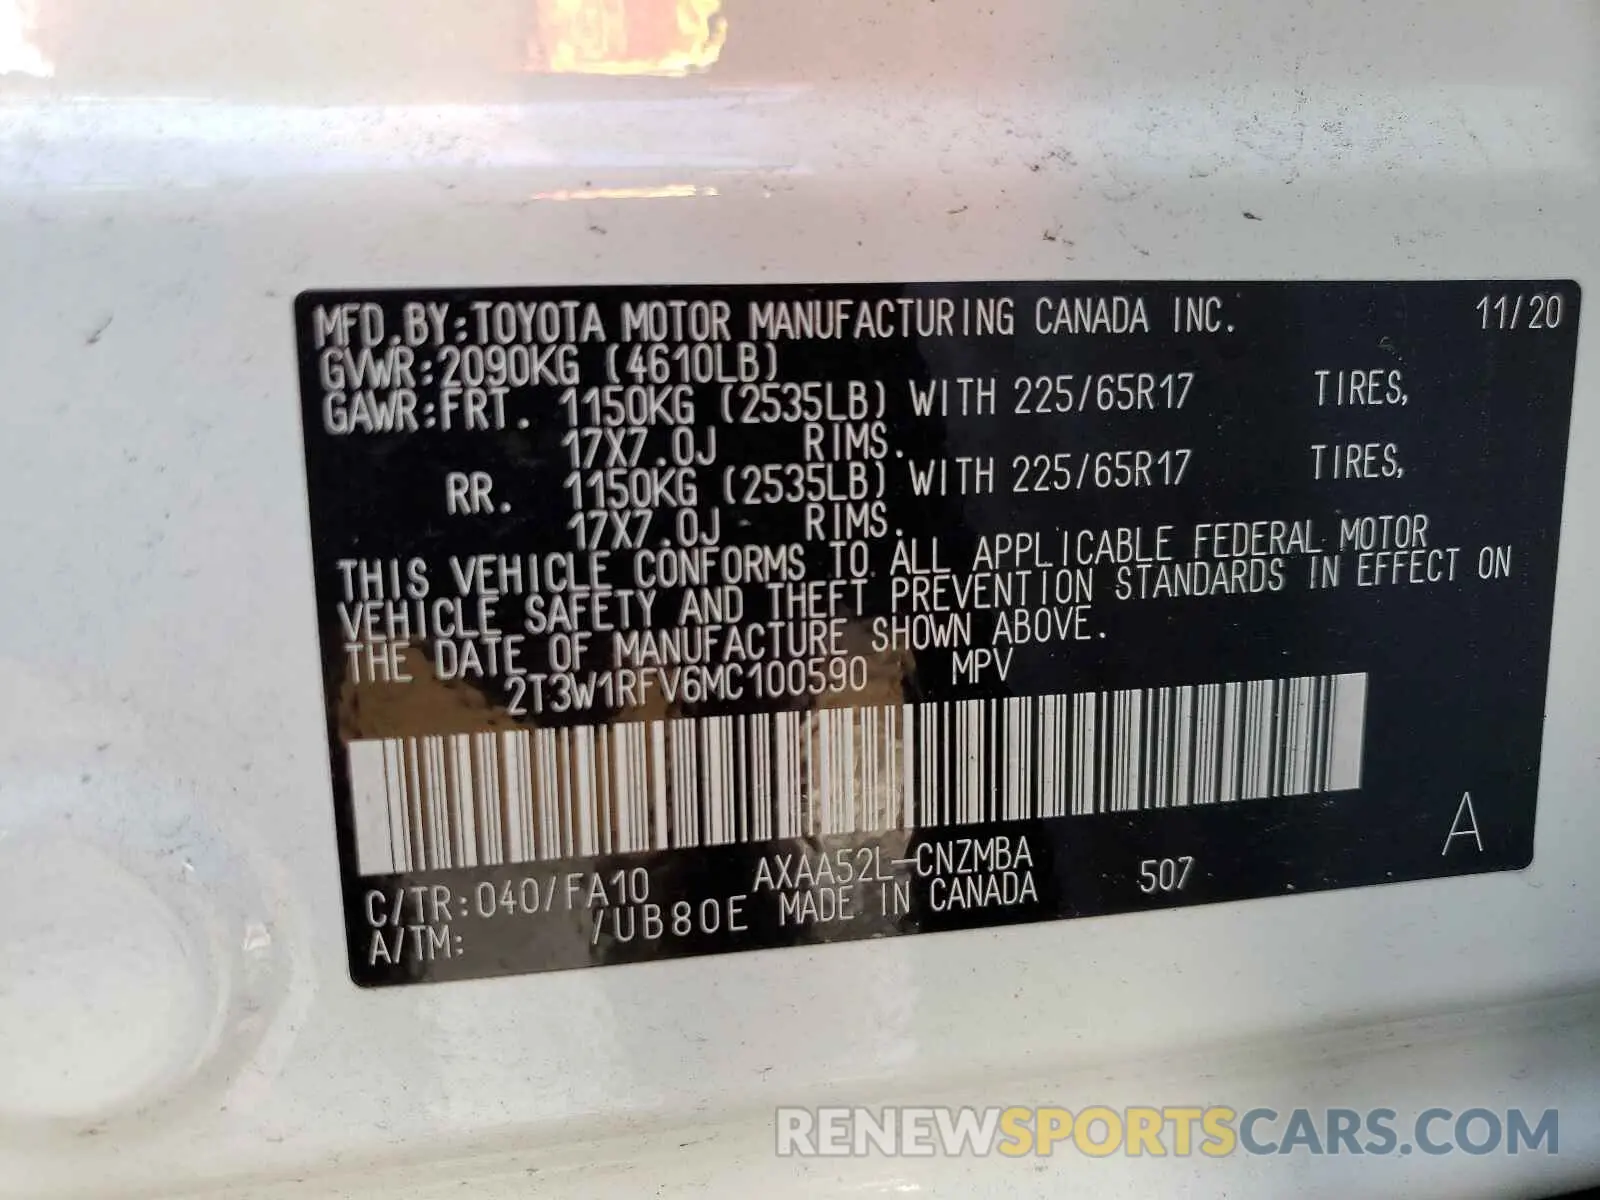 MFD.BY:TOYOTA MOTOR MANUFACTURING CANADA INC. 11/20
GVWR:2090KG (4610LB)
GAWR:FRT. 1150KG (2535LB) WITH 225/65R17 TIRES,
17X7.0J RIMS.
RR. 1150KG (2535LB) WITH 225/65R17 TIRES,
17X7.0J RIMS.
THIS VEHICLE CONFORMS TO ALL APPLICABLE FEDERAL MOTOR
VEHICLE SAFETY AND THEFT PREVENTION STANDARDS IN EFFECT ON
THE DATE OF MANUFACTURE SHOWN ABOVE.
2T3W1RFV6MC100590 MPV
A
C/TR:040/FA10 AXAA52L-CNZMBA
A/TM: /UB80E MADE IN CANADA 507
RENEWSPORTSCARS.COM